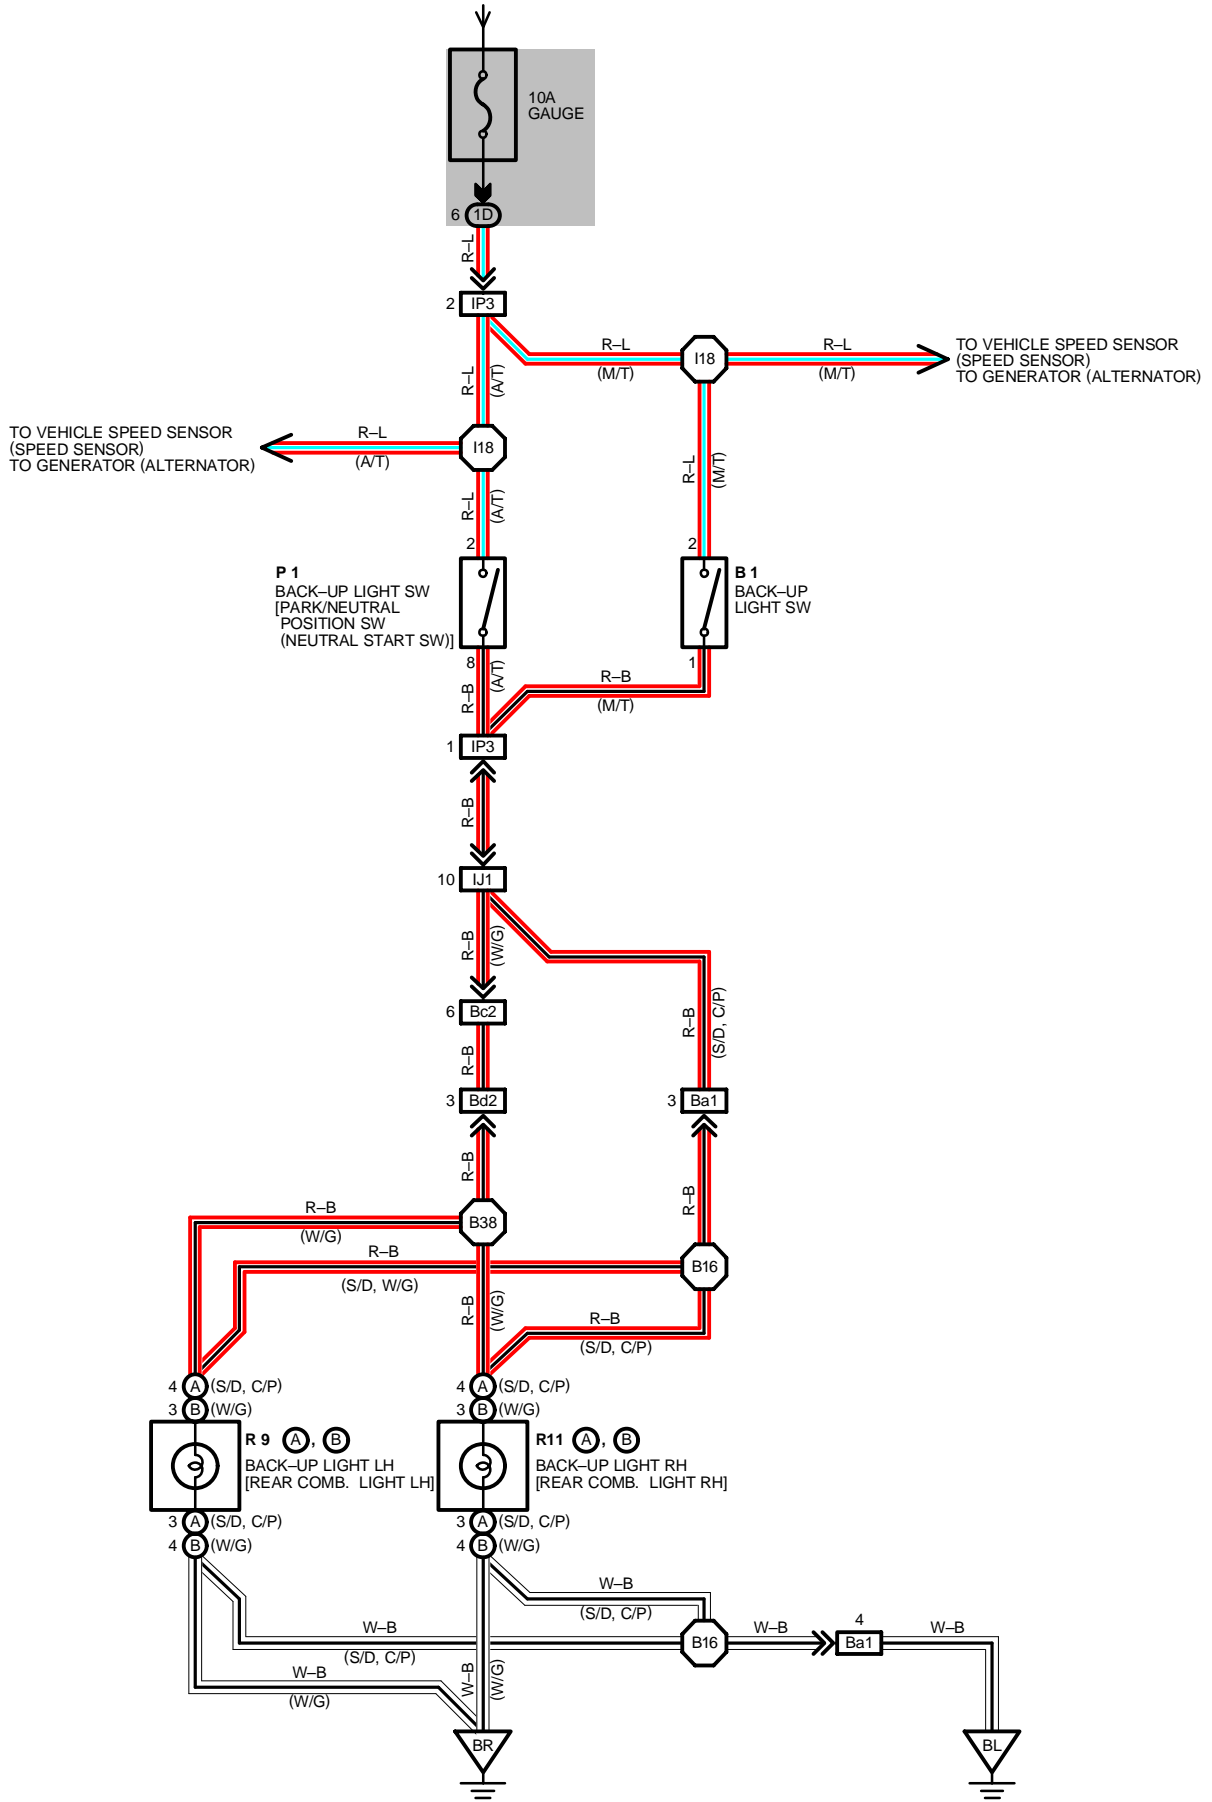 10A
GAUGE
6 1D
R–L
2 IP3
R–L
(A/T)
R–L
(M/T)
I18
R–L
(M/T)
TO VEHICLE SPEED SENSOR
(SPEED SENSOR)
TO GENERATOR (ALTERNATOR)
TO VEHICLE SPEED SENSOR
(SPEED SENSOR)
TO GENERATOR (ALTERNATOR)
R–L
(A/T)
I18
R–L
(A/T)
R–L
(M/T)
2
2
P 1
BACK–UP LIGHT SW
[PARK/NEUTRAL
POSITION SW
(NEUTRAL START SW)]
B 1
BACK–UP
LIGHT SW
8
1
R–B
(A/T)
R–B
(M/T)
1 IP3
R–B
10 IJ1
R–B
(W/G)
R–B
(S/D, C/P)
6 Bc2
R–B
3 Bd2
3 Ba1
R–B
R–B
R–B
(W/G)
B38
R–B
(S/D, W/G)
B16
R–B
(W/G)
R–B
(S/D, C/P)
4 A (S/D, C/P)
3 B (W/G)
4 A (S/D, C/P)
3 B (W/G)
R 9 A , B
BACK–UP LIGHT LH
[REAR COMB. LIGHT LH]
R11 A , B
BACK–UP LIGHT RH
[REAR COMB. LIGHT RH]
3 A (S/D, C/P)
4 B (W/G)
3 A (S/D, C/P)
4 B (W/G)
W–B
(S/D, C/P)
W–B
(S/D, C/P)
B16
W–B
4
Ba1
W–B
W–B
(W/G)
W–B
(W/G)
BR
BL